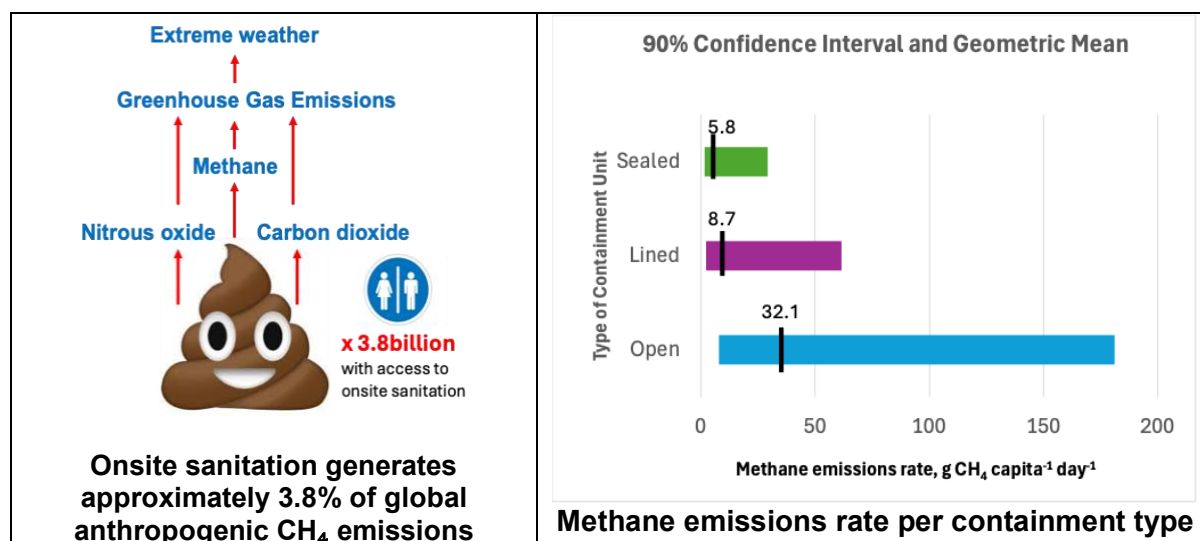 Extreme weather
Greenhouse Gas Emissions
Methane
Nitrous oxide
Carbon dioxide
x 3.8billion
with access to
onsite sanitation
Onsite sanitation generates
approximately 3.8% of global
anthropogenic CH₄ emissions
90% Confidence Interval and Geometric Mean
Type of Containment Unit
5.8
Sealed
8.7
Lined
32.1
Open
0 50 100 150 200
Methane emissions rate, g CH₄ capita⁻¹ day⁻¹
Methane emissions rate per containment type